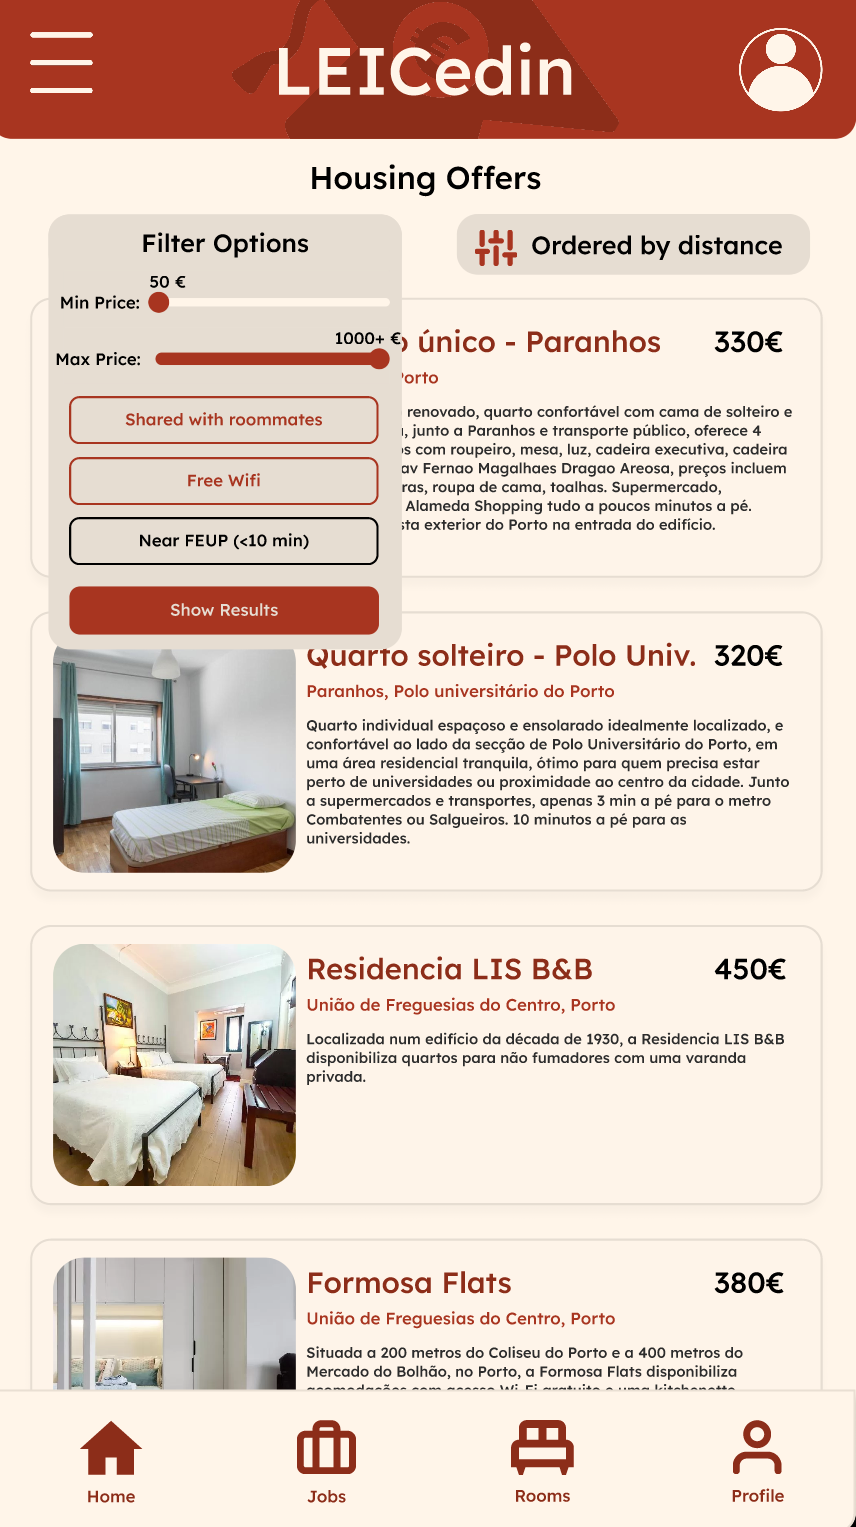 LEICedin
Housing Offers
Filter Options
Ordered by distance
50 €
Min Price:
1000+ €
Max Price:
Shared with roommates
Free Wifi
Near FEUP (<10 min)
Show Results
único - Paranhos 330€
Porto
renovado, quarto confortável com cama de solteiro e
, junto a Paranhos e transporte público, oferece 4
com roupeiro, mesa, luz, cadeira executiva, cadeira
av Fernao Magalhaes Dragao Areosa, preços incluem
ras, roupa de cama, toalhas. Supermercado,
Alameda Shopping tudo a poucos minutos a pé.
sta exterior do Porto na entrada do edifício.
Quarto solteiro - Polo Univ. 320€
Paranhos, Polo universitário do Porto
Quarto individual espaçoso e ensolarado idealmente localizado, e
confortável ao lado da secção de Polo Universitário do Porto, em
uma área residencial tranquila, ótimo para quem precisa estar
perto de universidades ou proximidade ao centro da cidade. Junto
a supermercados e transportes, apenas 3 min a pé para o metro
Combatentes ou Salgueiros. 10 minutos a pé para as
universidades.
Residencia LIS B&B 450€
União de Freguesias do Centro, Porto
Localizada num edifício da década de 1930, a Residencia LIS B&B
disponibiliza quartos para não fumadores com uma varanda
privada.
Formosa Flats 380€
União de Freguesias do Centro, Porto
Situada a 200 metros do Coliseu do Porto e a 400 metros do
Mercado do Bolhão, no Porto, a Formosa Flats disponibiliza
acomodações com acesso Wi-Fi gratuito e uma kitchenette
Home
Jobs
Rooms
Profile